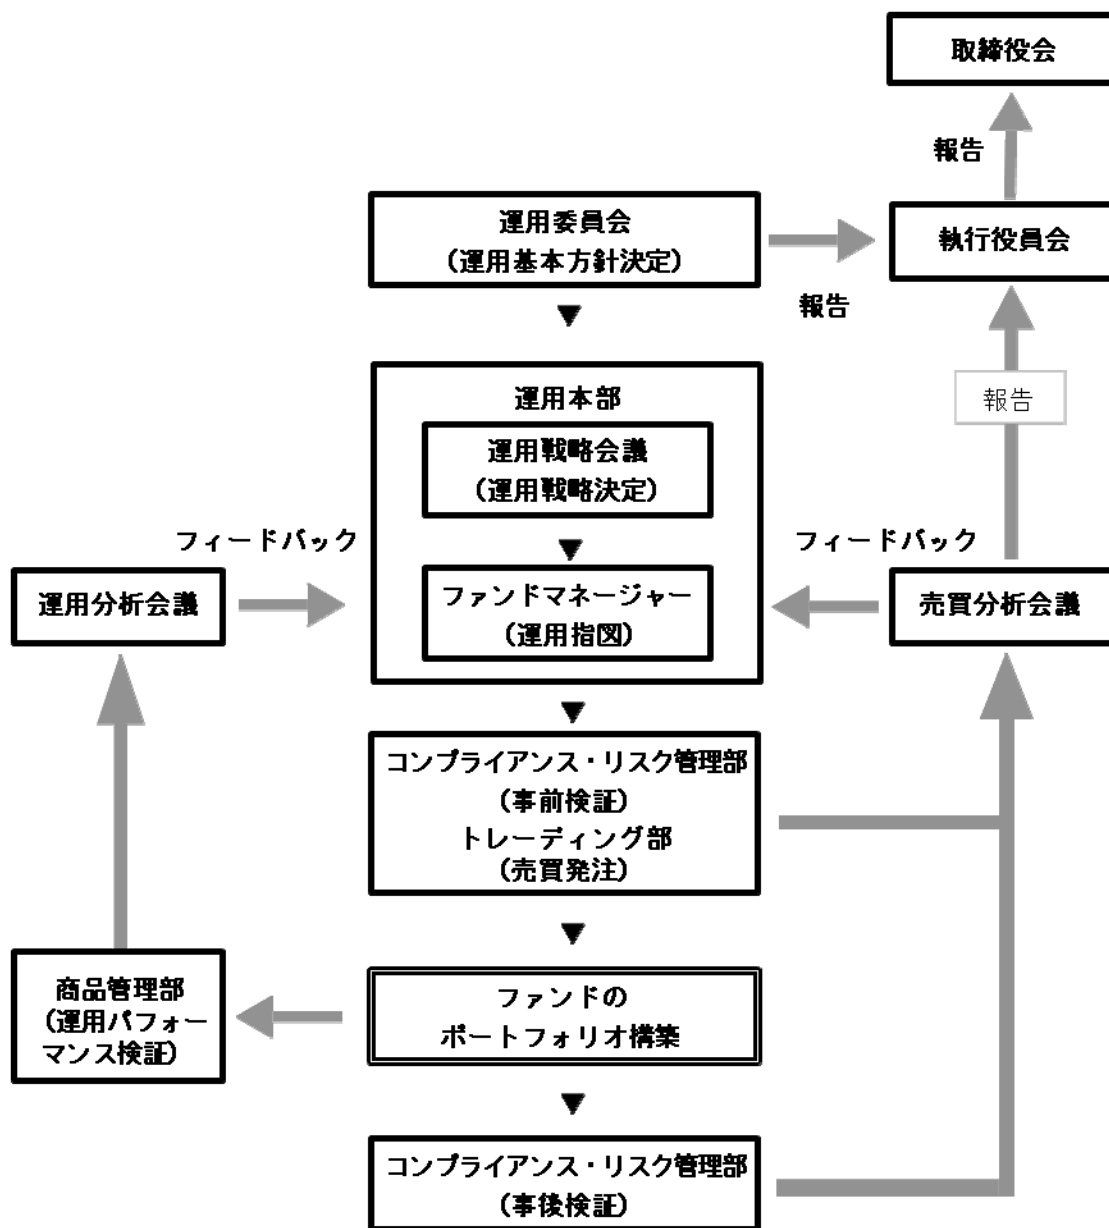 取締役会
報告
運用委員会
(運用基本方針決定)
執行役員会
報告
運用本部
報告
運用戦略会議
(運用戦略決定)
フィードバック
フィードバック
運用分析会議
ファンドマネージャー
(運用指図)
売買分析会議
コンプライアンス・リスク管理部
(事前検証)
トレーディング部
(売買発注)
商品管理部
(運用パフォー
マンス検証)
ファンドの
ポートフォリオ構築
コンプライアンス・リスク管理部
(事後検証)